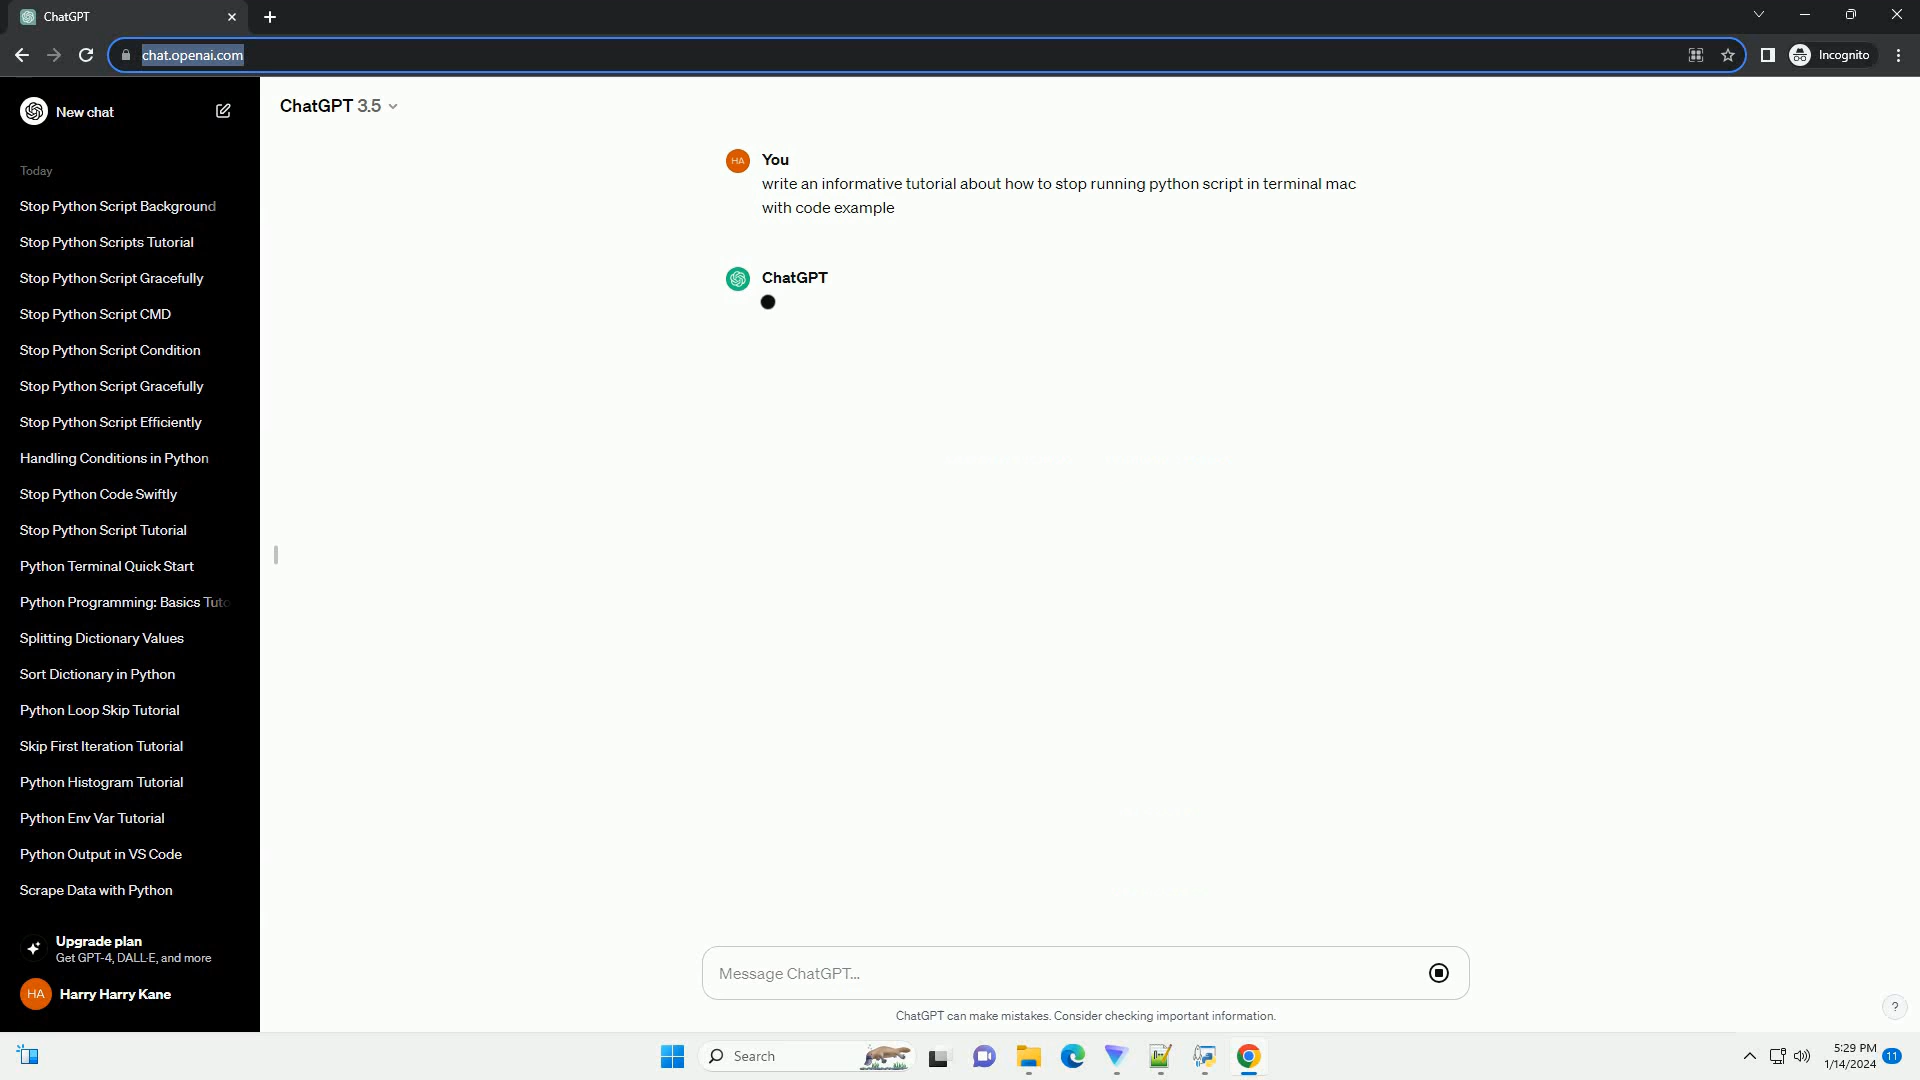 ChatGPT
chat.openai.com
Incognito
New chat
ChatGPT 3.5
Today
Stop Python Script Background
Stop Python Scripts Tutorial
Stop Python Script Gracefully
Stop Python Script CMD
Stop Python Script Condition
Stop Python Script Gracefully
Stop Python Script Efficiently
Handling Conditions in Python
Stop Python Code Swiftly
Stop Python Script Tutorial
Python Terminal Quick Start
Python Programming: Basics Tuto
Splitting Dictionary Values
Sort Dictionary in Python
Python Loop Skip Tutorial
Skip First Iteration Tutorial
Python Histogram Tutorial
Python Env Var Tutorial
Python Output in VS Code
Scrape Data with Python
Upgrade plan
Get GPT-4, DALL·E, and more
HA Harry Harry Kane
HA You
write an informative tutorial about how to stop running python script in terminal mac
with code example
ChatGPT
Message ChatGPT...
ChatGPT can make mistakes. Consider checking important information.
?
Search
5:29 PM
1/14/2024
11